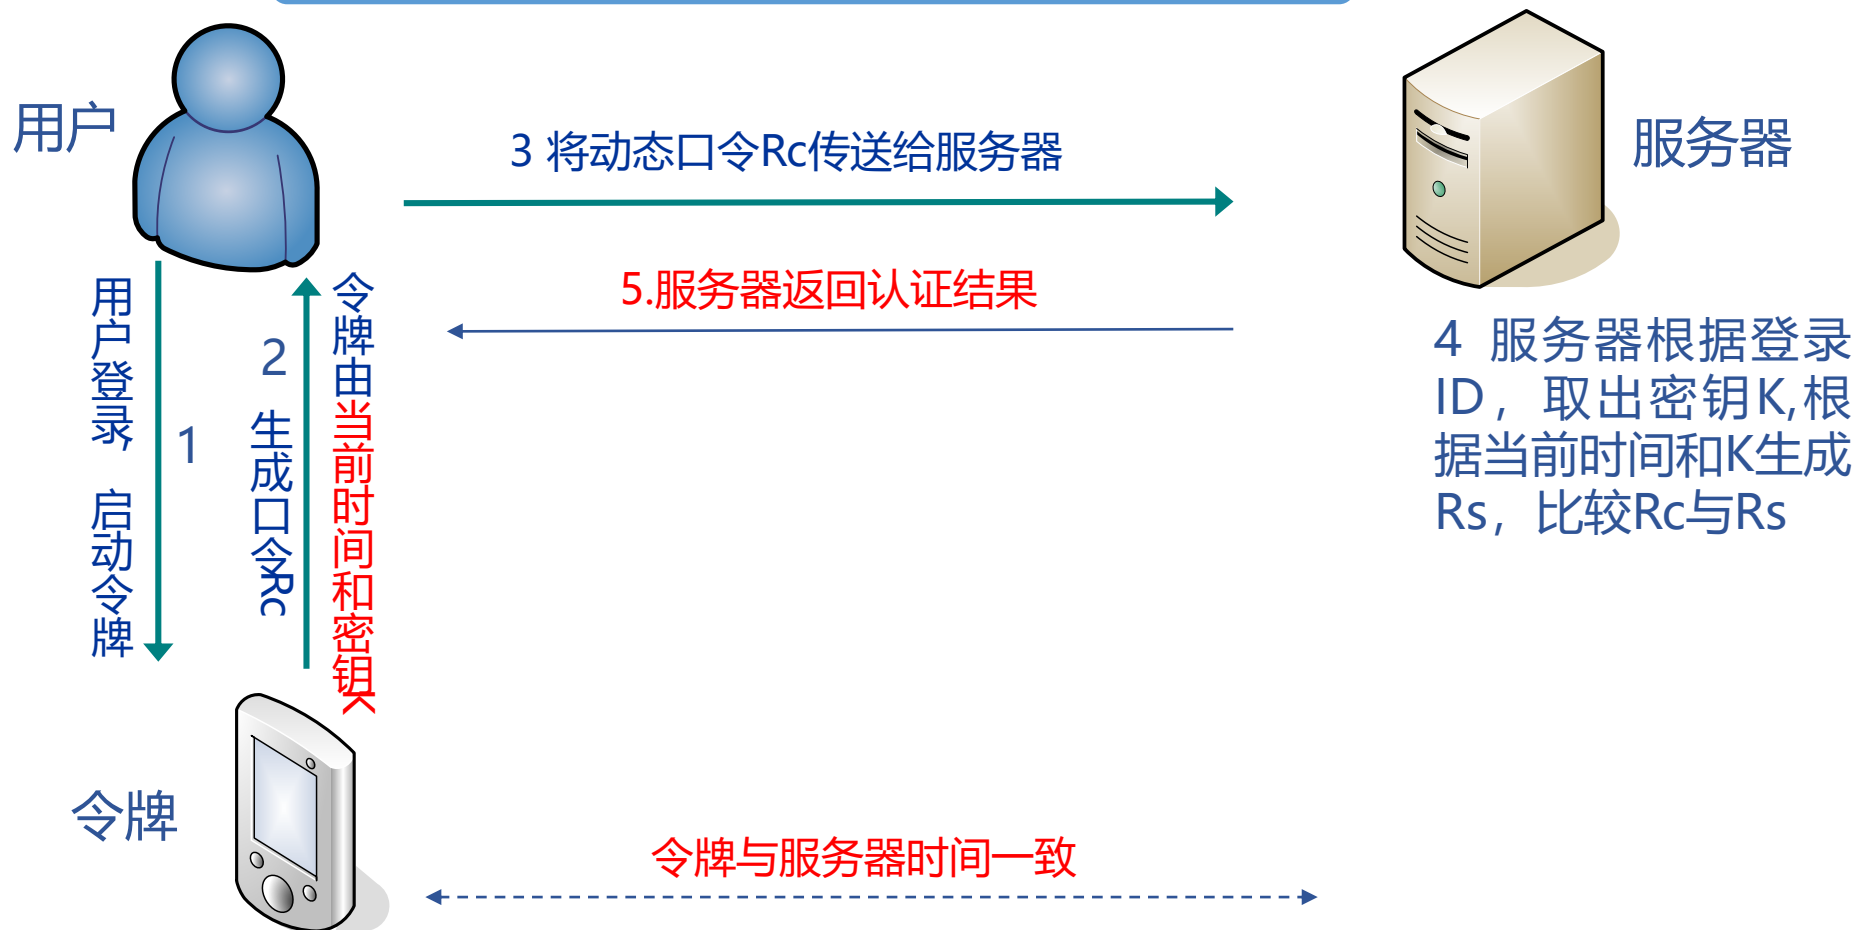 用户
3 将动态口令Rc传送给服务器
服务器
5.服务器返回认证结果
用户登录, 启动令牌
1
2
生成口令Rc
令牌由当前时间和密钥K
4 服务器根据登录
ID，取出密钥K,根
据当前时间和K生成
Rs，比较Rc与Rs
令牌
令牌与服务器时间一致